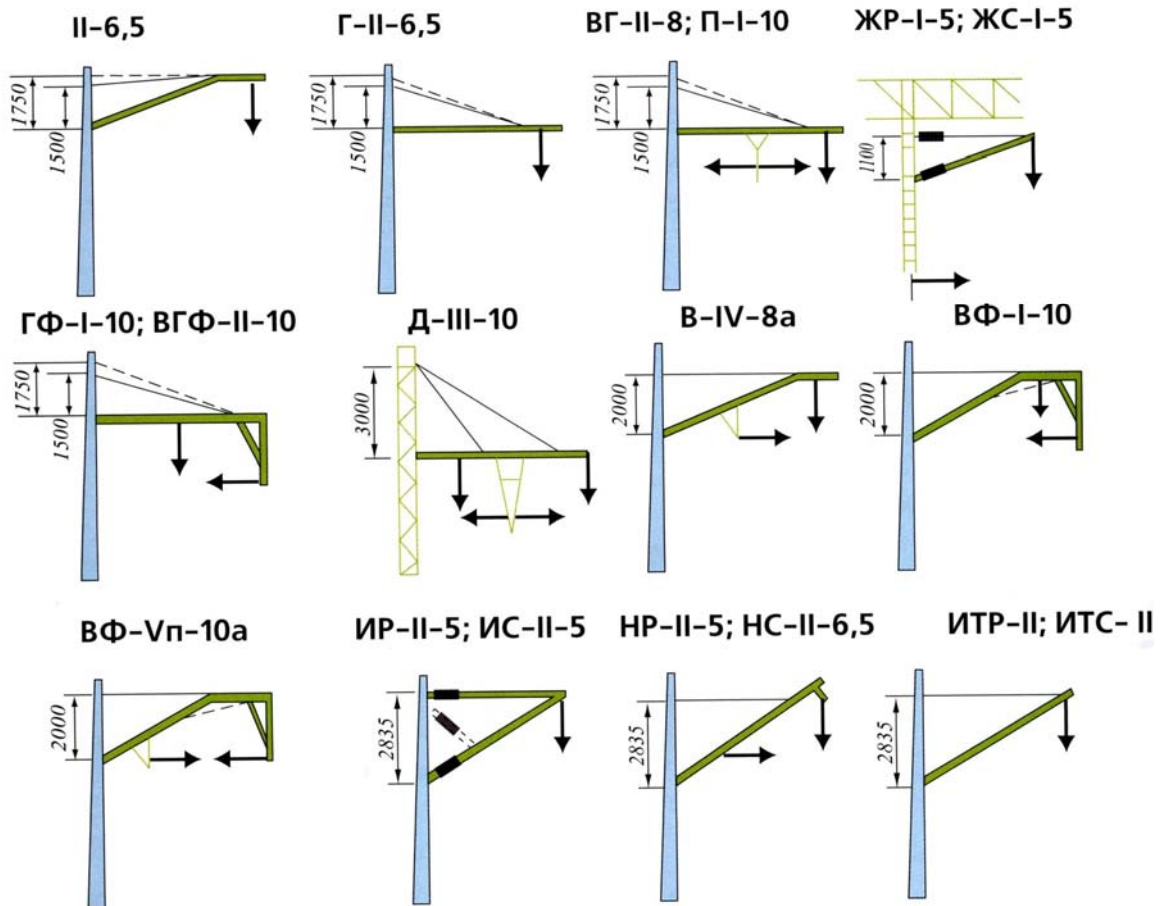 II–6,5
Г–II–6,5
ВГ–II–8; П–I–10
ЖР–I–5; ЖС–I–5
1750
1500
1750
1500
1750
1500
1100
ГФ–I–10; ВГФ–II–10
Д–III–10
В–IV–8а
ВФ–I–10
1750
1500
3000
2000
2000
ВФ–Vп–10а
ИР–II–5; ИС–II–5
НР–II–5; НС–II–6,5
ИТР–II; ИТС– II
2000
2835
2835
2835